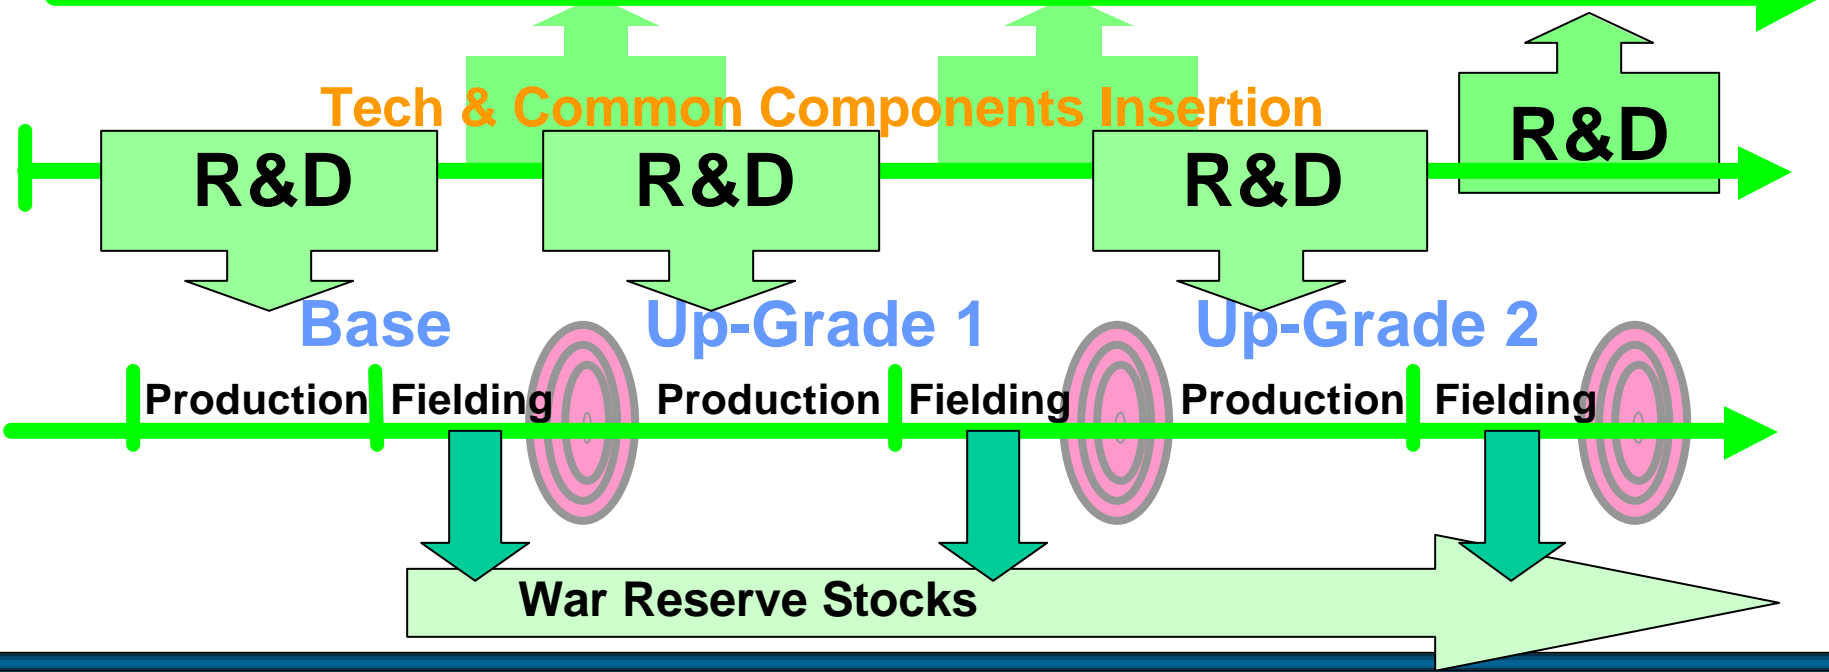 Tech & Common Components Insertion
R&D
R&D
R&D
R&D
Base
Up-Grade 1
Up-Grade 2
Production
Fielding
Production
Fielding
Production
Fielding
War Reserve Stocks